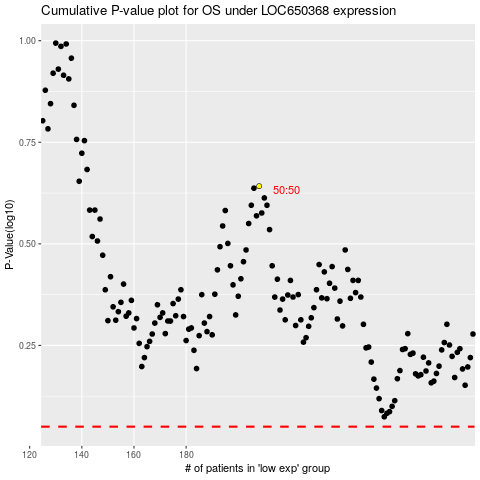 Cumulative P-value plot for OS under LOC650368 expression
P-Value(log10)
1.00
0.75
0.50
0.25
50:50
120 140 160 180
# of patients in 'low exp' group